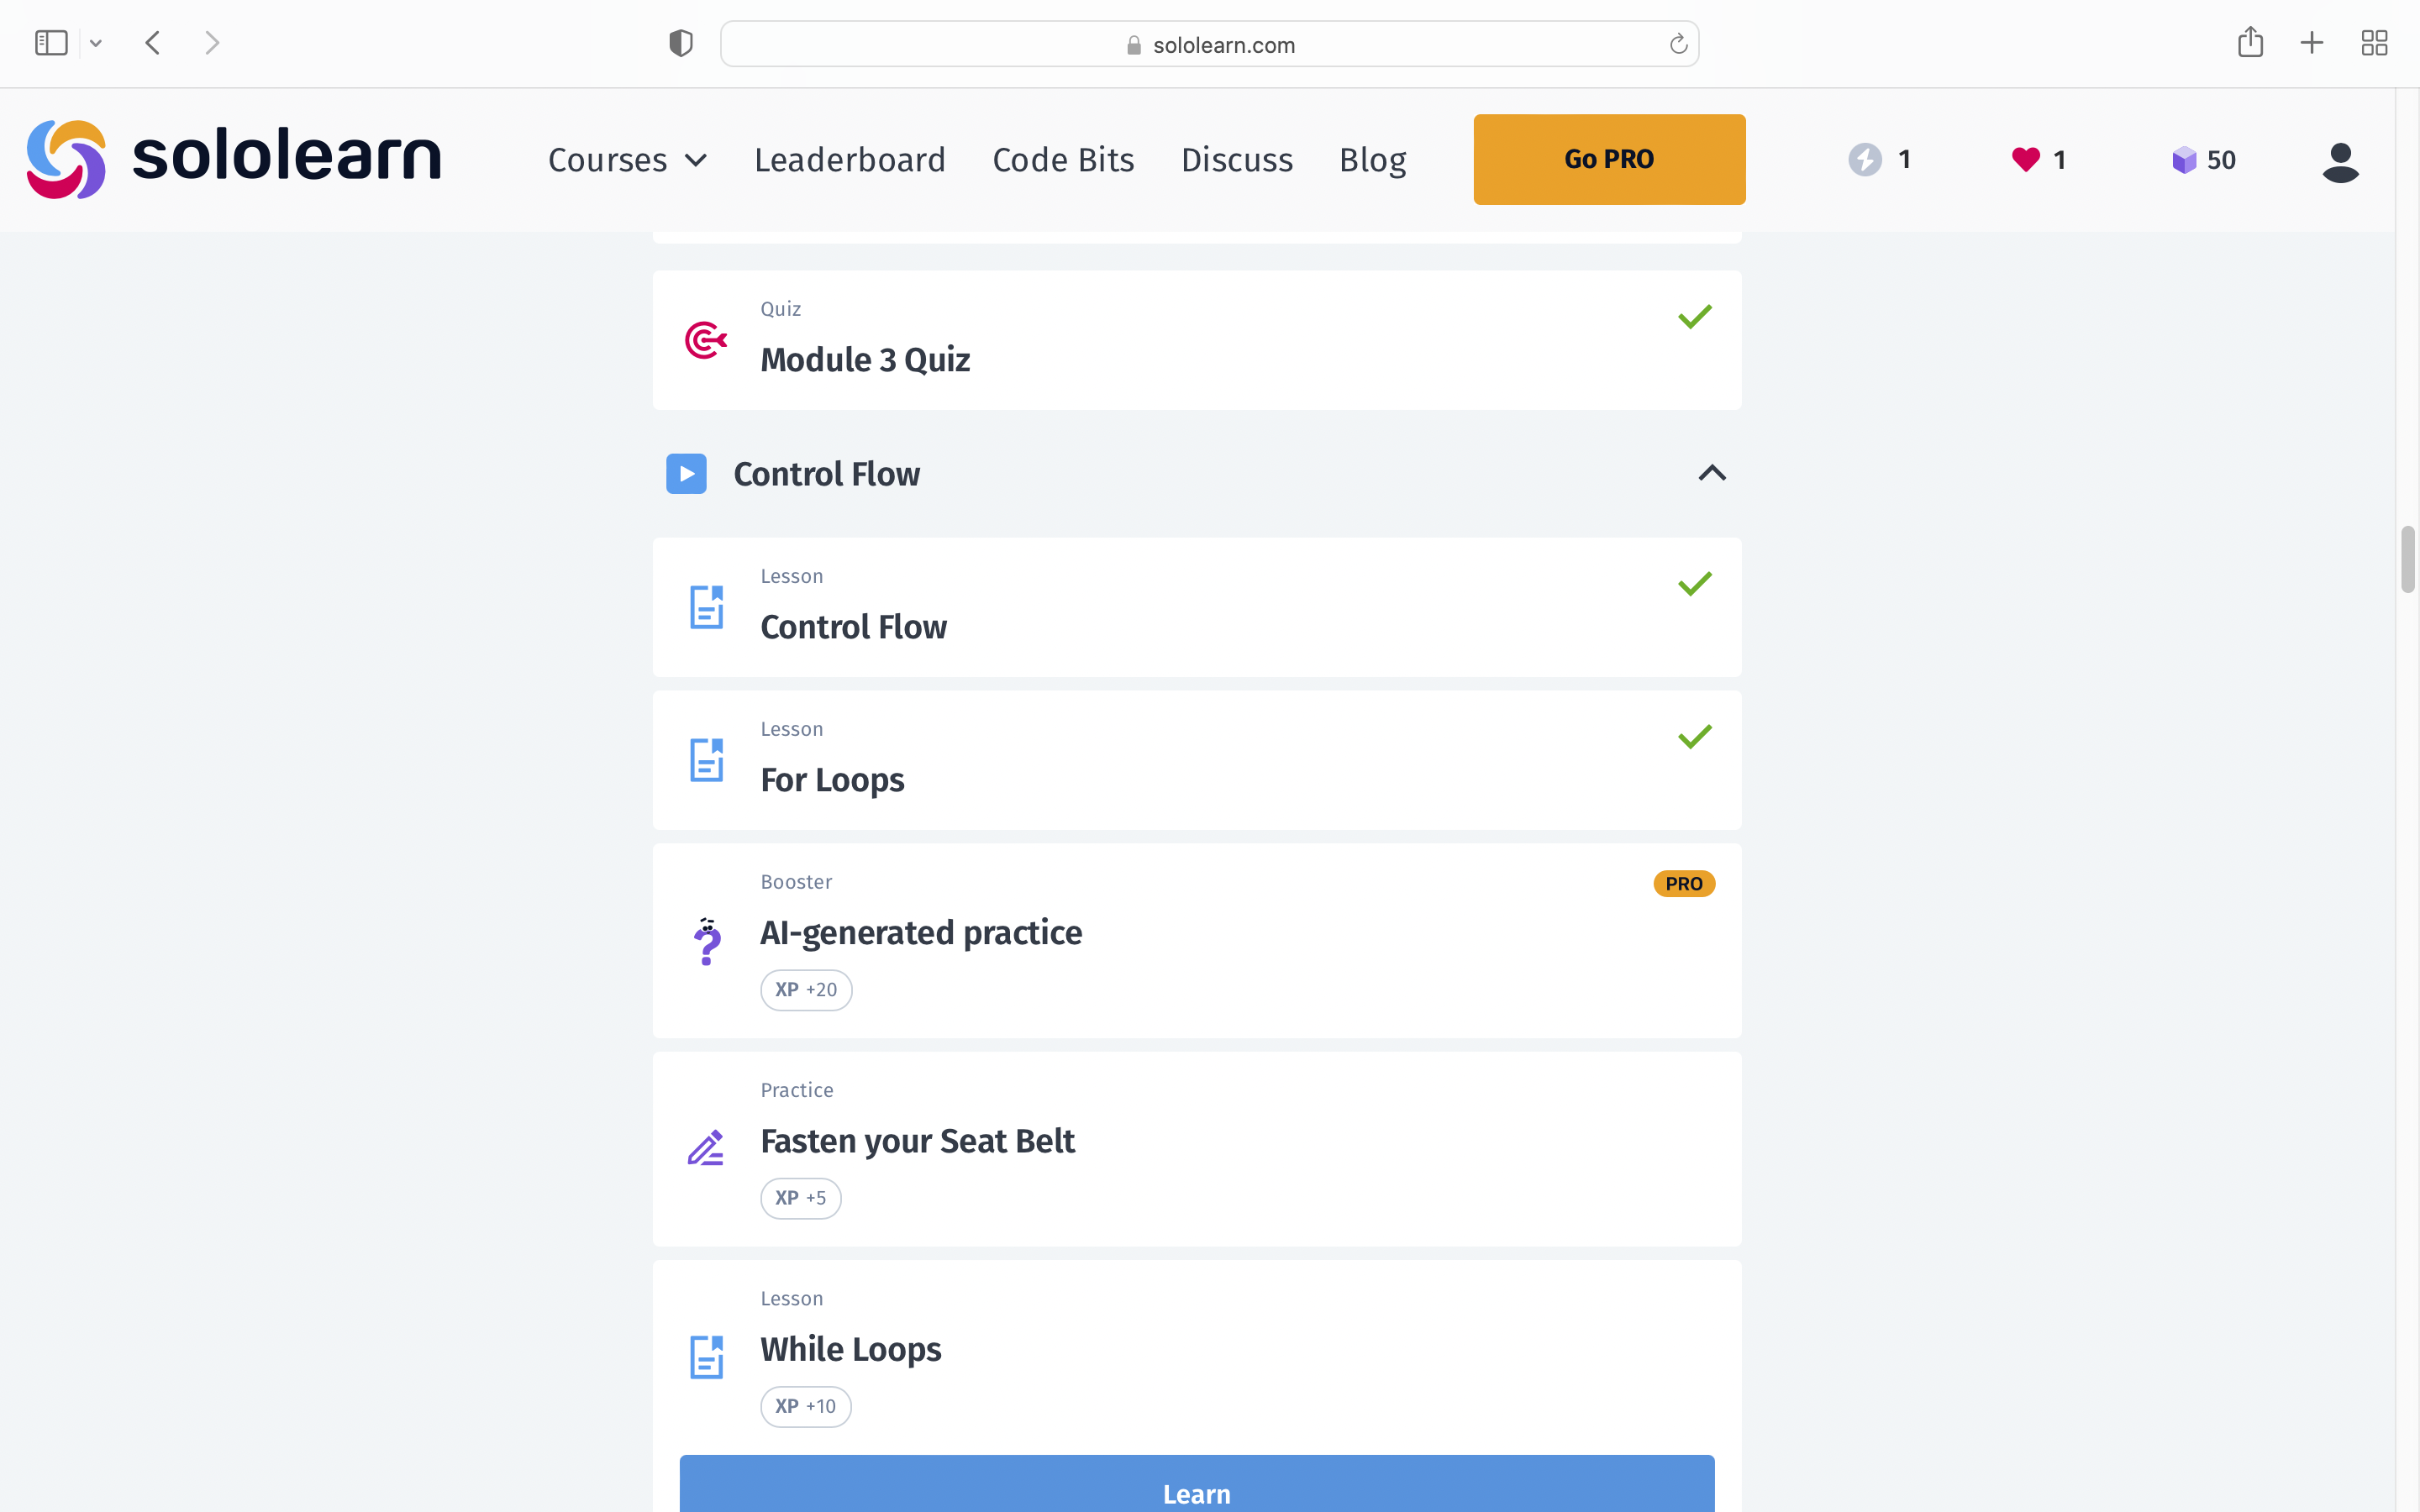 sololearn.com
sololearn Courses Leaderboard Code Bits Discuss Blog Go PRO 1 1 50
Quiz
Module 3 Quiz
Control Flow
Lesson
Control Flow
Lesson
For Loops
Booster
PRO
AI-generated practice
XP +20
Practice
Fasten your Seat Belt
XP +5
Lesson
While Loops
XP +10
Learn